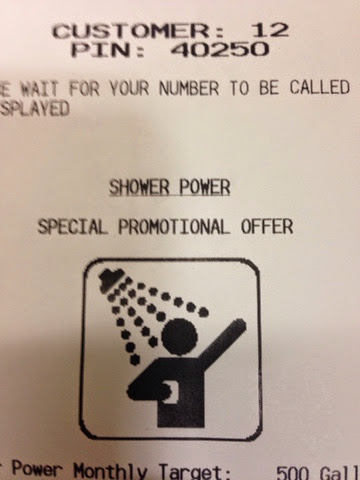 CUSTOMER: 12
PIN: 40250
E WAIT FOR YOUR NUMBER TO BE CALLED
SPLAYED
SHOWER POWER
SPECIAL PROMOTIONAL OFFER
r Power Monthly Target: 500 Gall